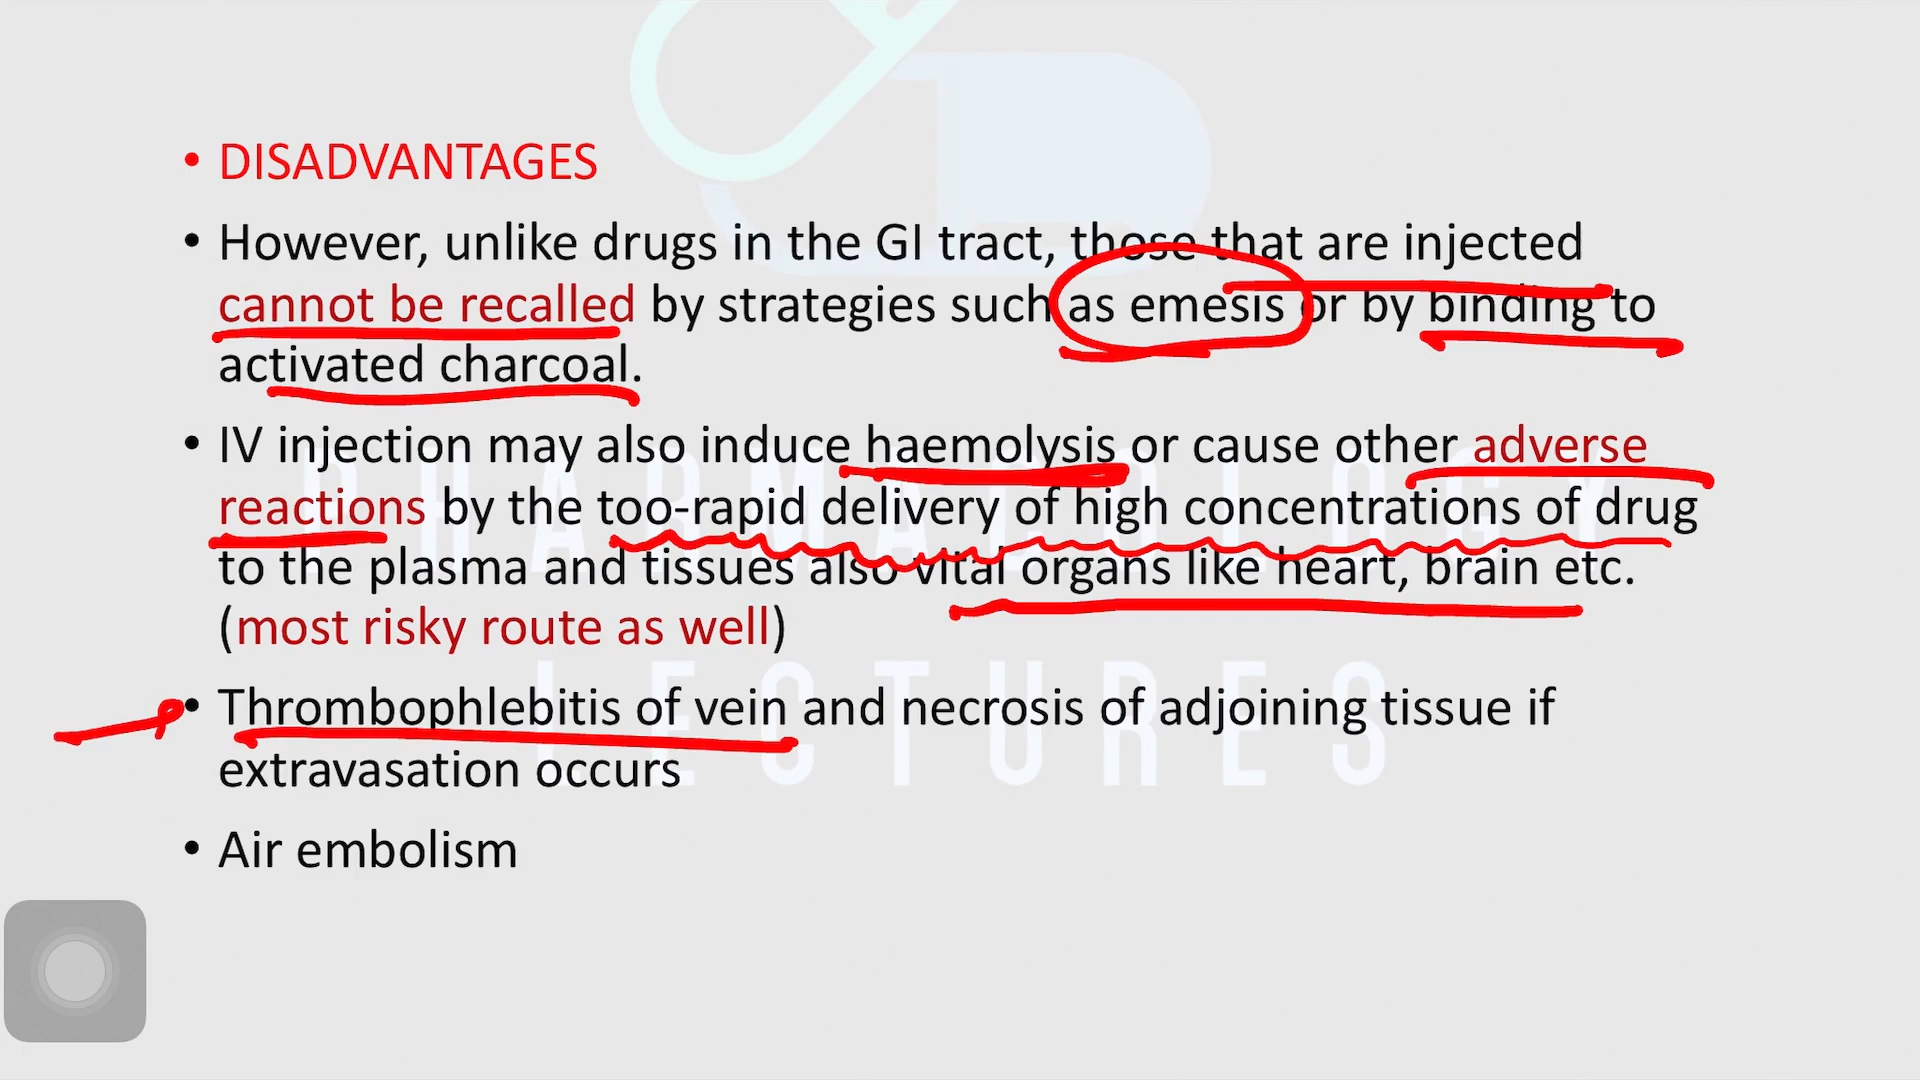 • DISADVANTAGES
• However, unlike drugs in the GI tract, those that are injected
cannot be recalled by strategies such as emesis or by binding to
activated charcoal.
• IV injection may also induce haemolysis or cause other adverse
reactions by the too-rapid delivery of high concentrations of drug
to the plasma and tissues also vital organs like heart, brain etc.
(most risky route as well)
• Thrombophlebitis of vein and necrosis of adjoining tissue if
extravasation occurs
• Air embolism
LECTURES